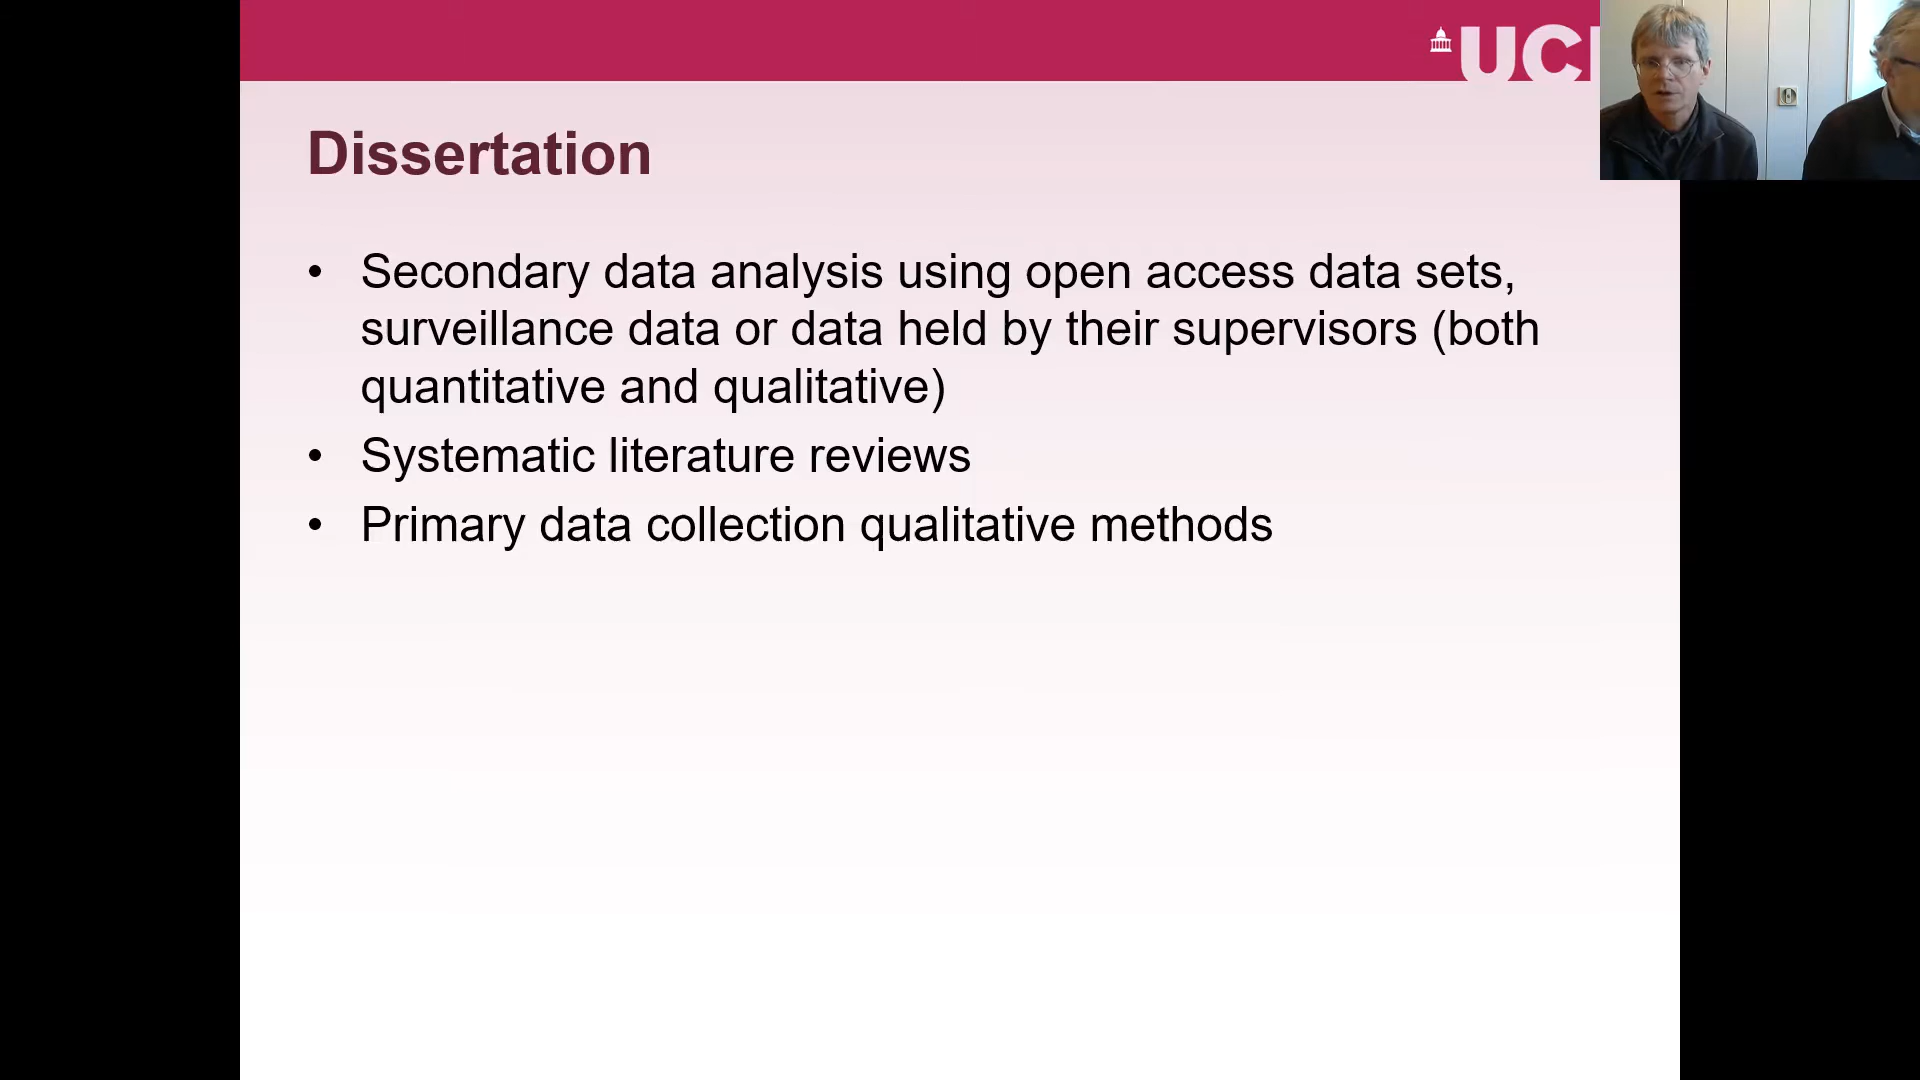 UCL
Dissertation
• Secondary data analysis using open access data sets,
surveillance data or data held by their supervisors (both
quantitative and qualitative)
• Systematic literature reviews
• Primary data collection qualitative methods